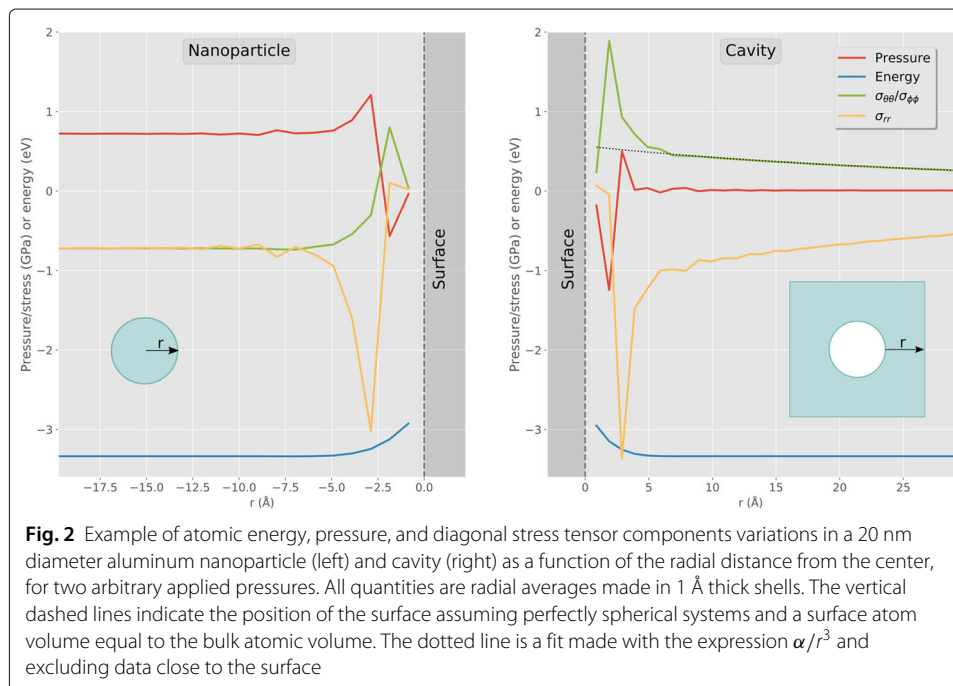 Nanoparticle
Cavity
Pressure
Energy
σθθ/σϕϕ
σrr
Pressure/stress (GPa) or energy (eV)
2
1
0
−1
−2
−3
Surface
r
−17.5 −15.0 −12.5 −10.0 −7.5 −5.0 −2.5 0.0
r (Å)
Pressure/stress (GPa) or energy (eV)
2
1
0
−1
−2
−3
Surface
r
0 5 10 15 20 25
r (Å)
Fig. 2 Example of atomic energy, pressure, and diagonal stress tensor components variations in a 20 nm
diameter aluminum nanoparticle (left) and cavity (right) as a function of the radial distance from the center,
for two arbitrary applied pressures. All quantities are radial averages made in 1 Å thick shells. The vertical
dashed lines indicate the position of the surface assuming perfectly spherical systems and a surface atom
volume equal to the bulk atomic volume. The dotted line is a fit made with the expression α/r³ and
excluding data close to the surface